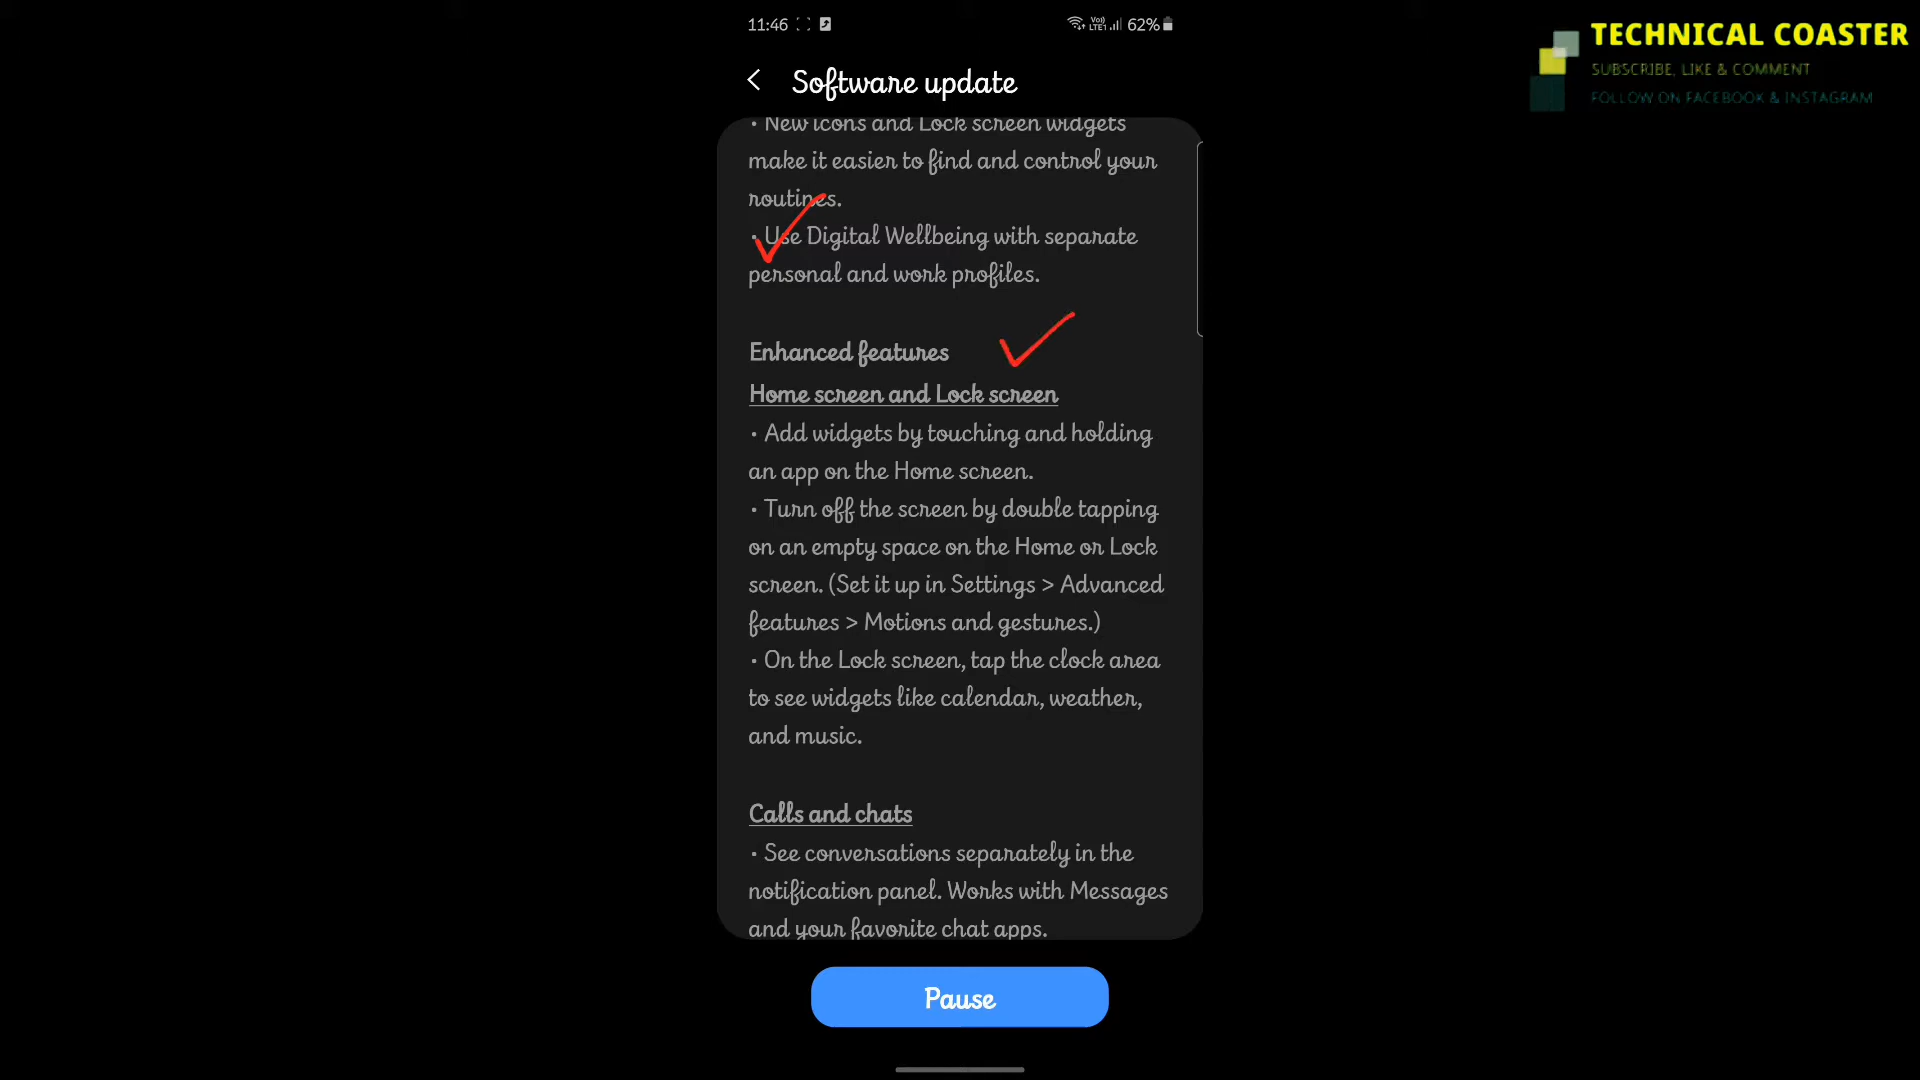 11:46
Vo)) LTE1 62%
TECHNICAL COASTER
SUBSCRIBE, LIKE & COMMENT
FOLLOW ON FACEBOOK & INSTAGRAM
Software update
• New icons and Lock screen widgets
make it easier to find and control your
routines.
• Use Digital Wellbeing with separate
personal and work profiles.
Enhanced features
Home screen and Lock screen
• Add widgets by touching and holding
an app on the Home screen.
• Turn off the screen by double tapping
on an empty space on the Home or Lock
screen. (Set it up in Settings > Advanced
features > Motions and gestures.)
• On the Lock screen, tap the clock area
to see widgets like calendar, weather,
and music.
Calls and chats
• See conversations separately in the
notification panel. Works with Messages
and your favorite chat apps.
Pause